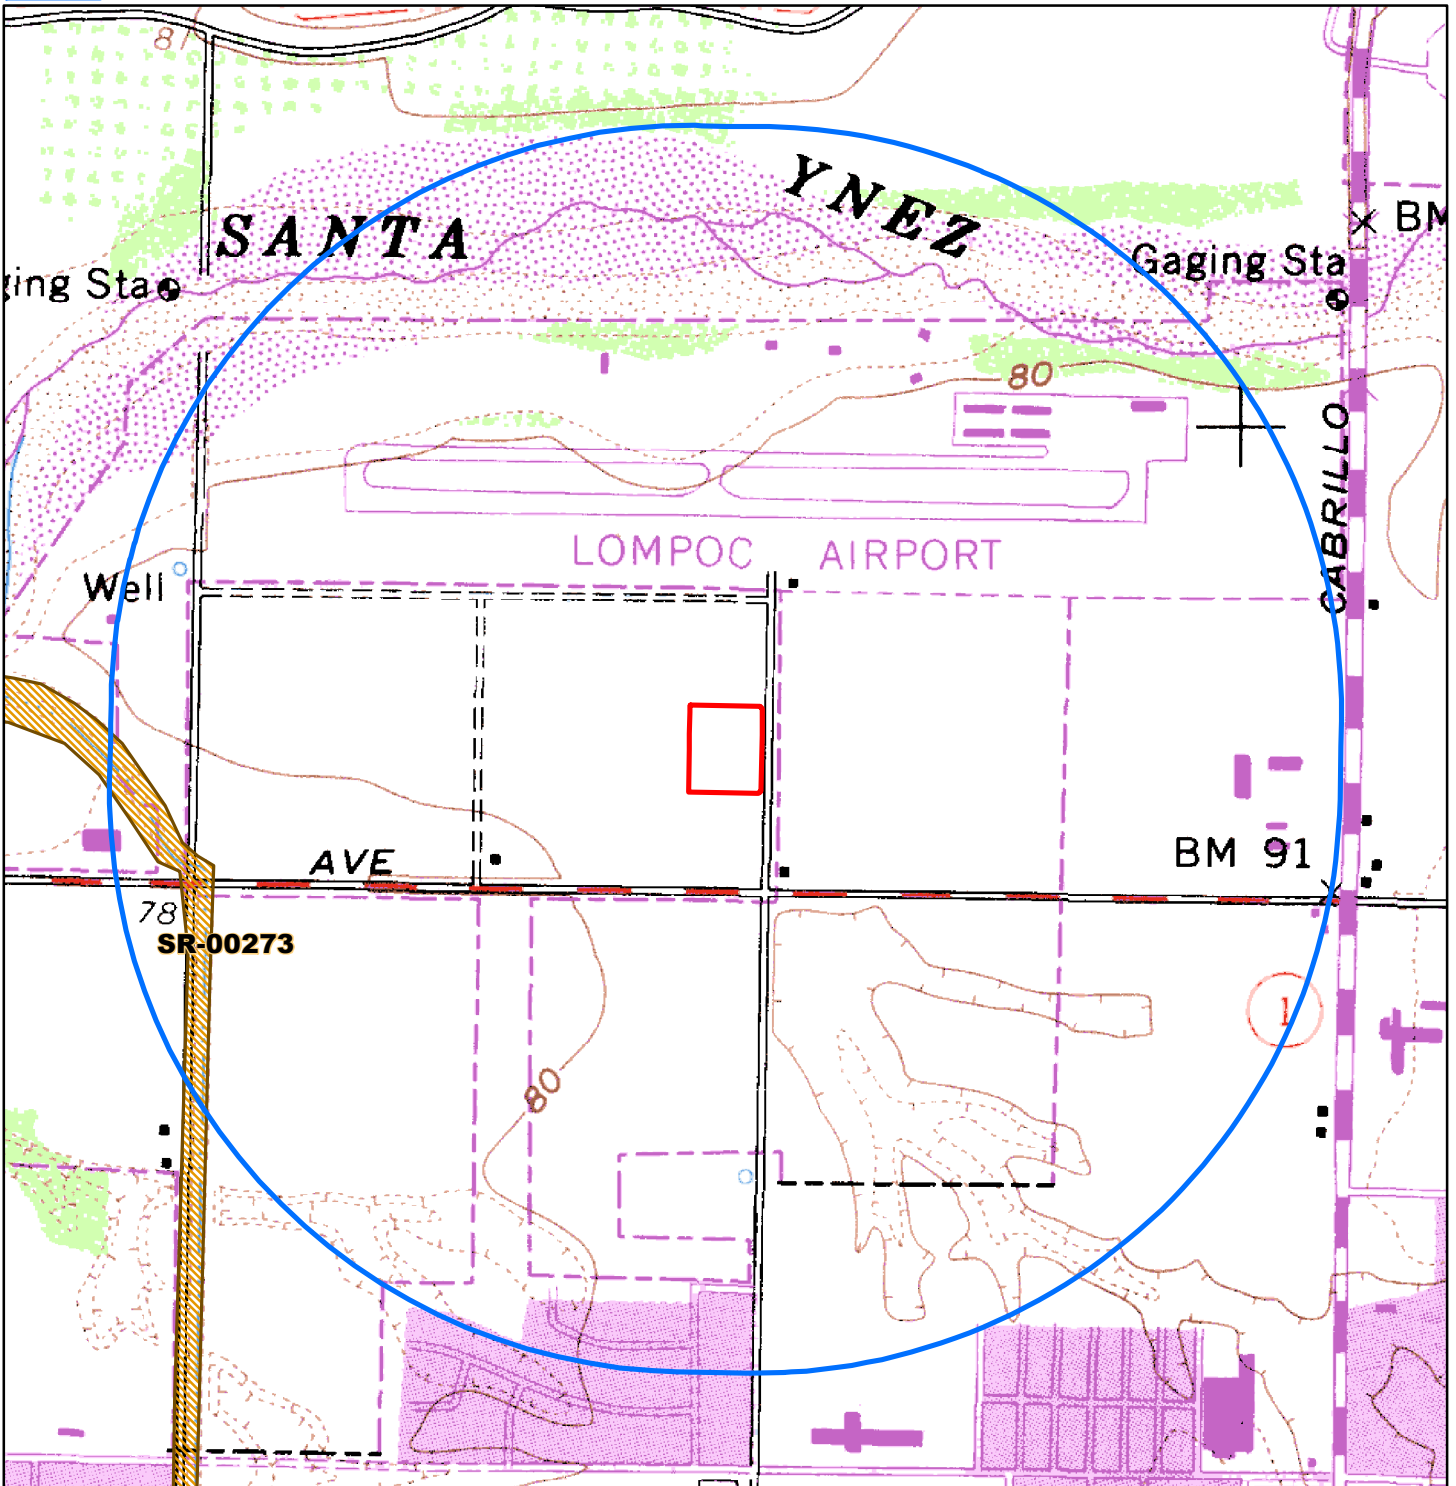 81
SANTA
YNEZ
BM
ging Sta
Gaging Sta
80
CABRILLO
LOMPOC AIRPORT
Well
AVE
BM 91
78
SR-00273
1
80